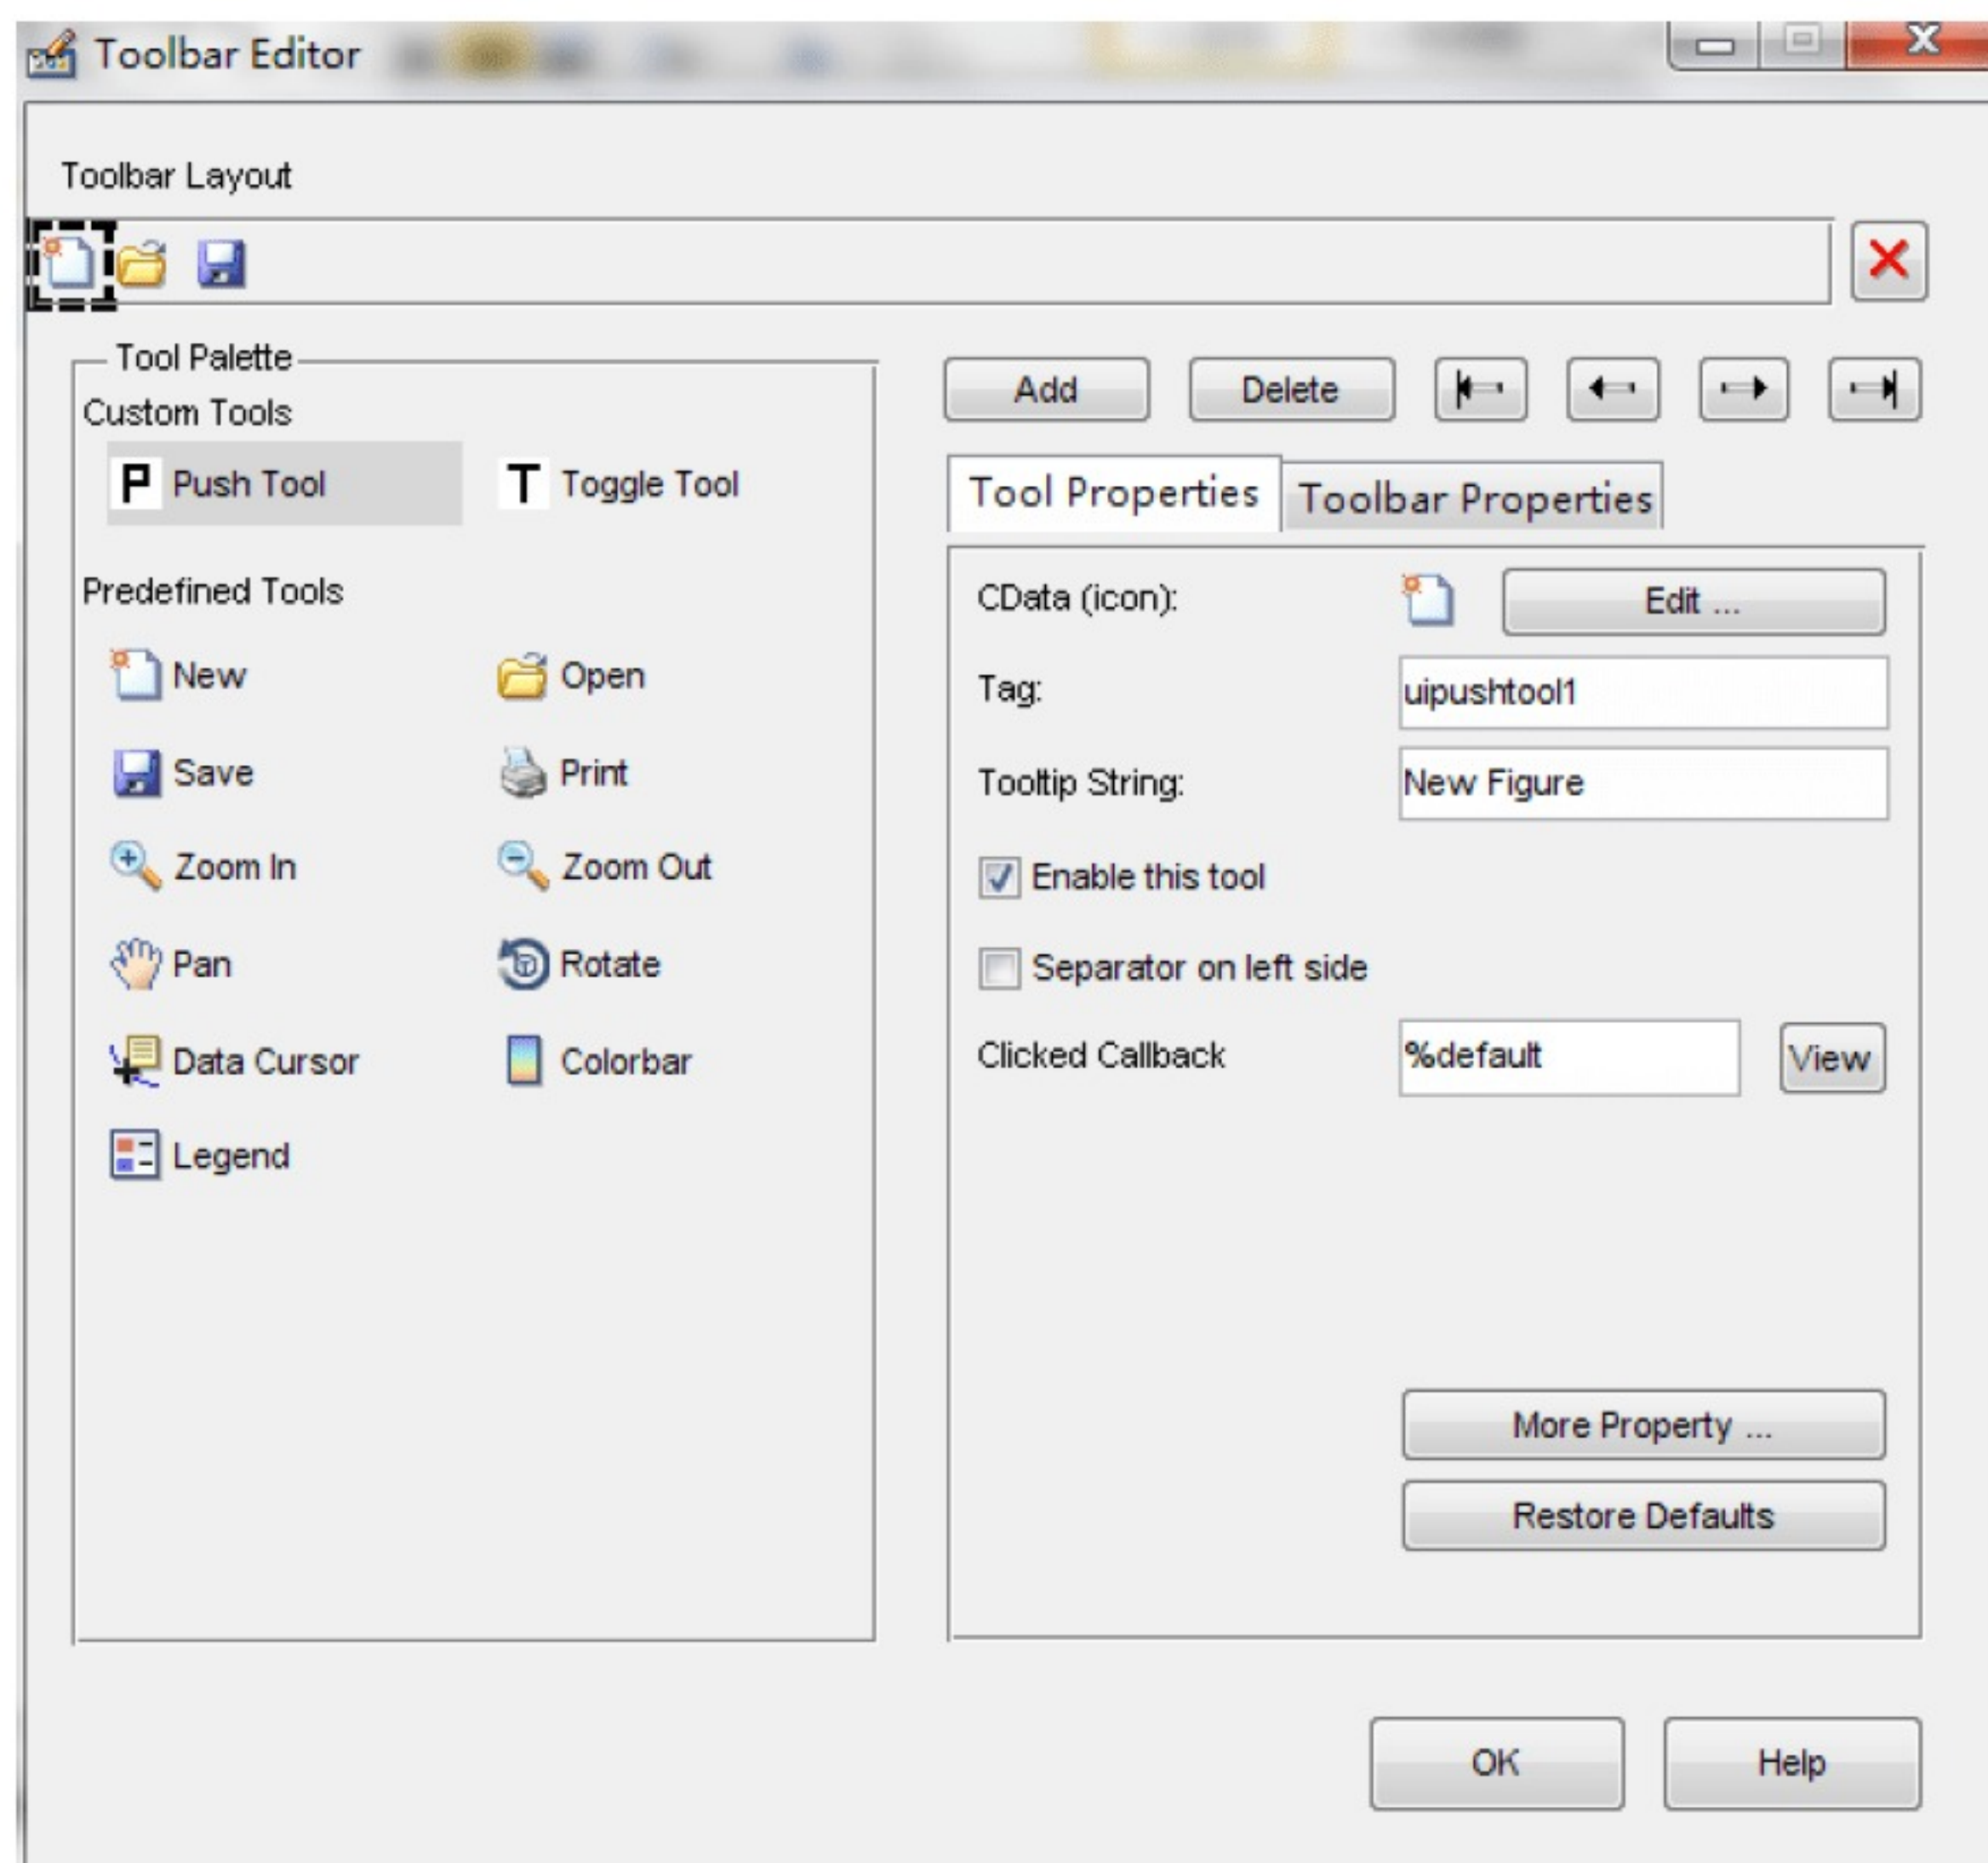 Toolbar Editor
Toolbar Layout
Tool Palette
Custom Tools
P Push Tool
T Toggle Tool
Predefined Tools
New
Open
Save
Print
Zoom In
Zoom Out
Pan
Rotate
Data Cursor
Colorbar
Legend
Add
Delete
Tool Properties
Toolbar Properties
CData (icon):
Edit ...
Tag:
uipushtool1
Tooltip String:
New Figure
Enable this tool
Separator on left side
Clicked Callback
%default
View
More Property ...
Restore Defaults
OK
Help